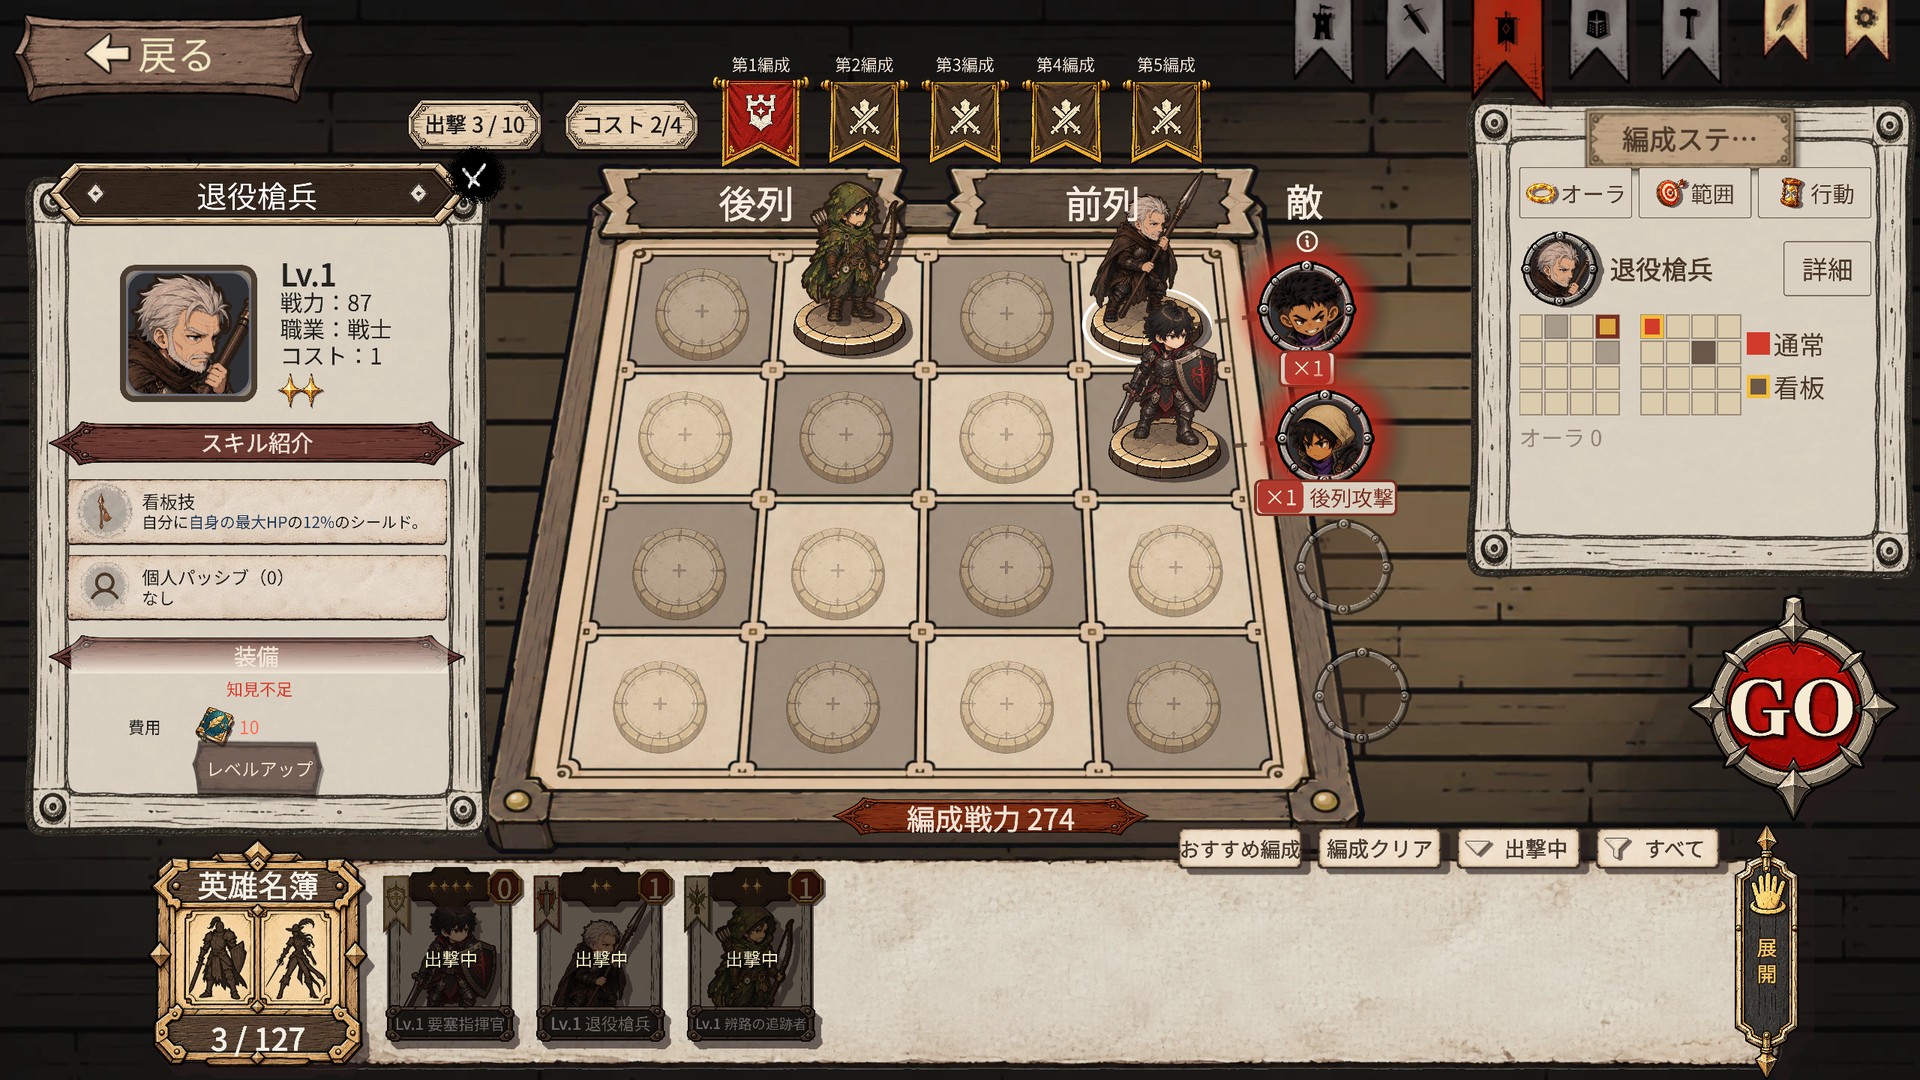 戻る
第1編成
第2編成
第3編成
第4編成
第5編成
出撃 3 / 10
コスト 2/4
編成ステ…
オーラ
範囲
行動
退役槍兵
詳細
通常
看板
オーラ 0
退役槍兵
Lv.1
戦力：87
職業：戦士
コスト：1
スキル紹介
看板技
自分に自身の最大HPの12%のシールド。
個人パッシブ（0）
なし
装備
知見不足
費用
10
レベルアップ
後列
前列
敵
×1
×1 後列攻撃
GO
編成戦力 274
おすすめ編成
編成クリア
出撃中
すべて
英雄名簿
3 / 127
0
出撃中
Lv.1 要塞指揮官
1
出撃中
Lv.1 退役槍兵
1
出撃中
Lv.1 辨路の追跡者
展開